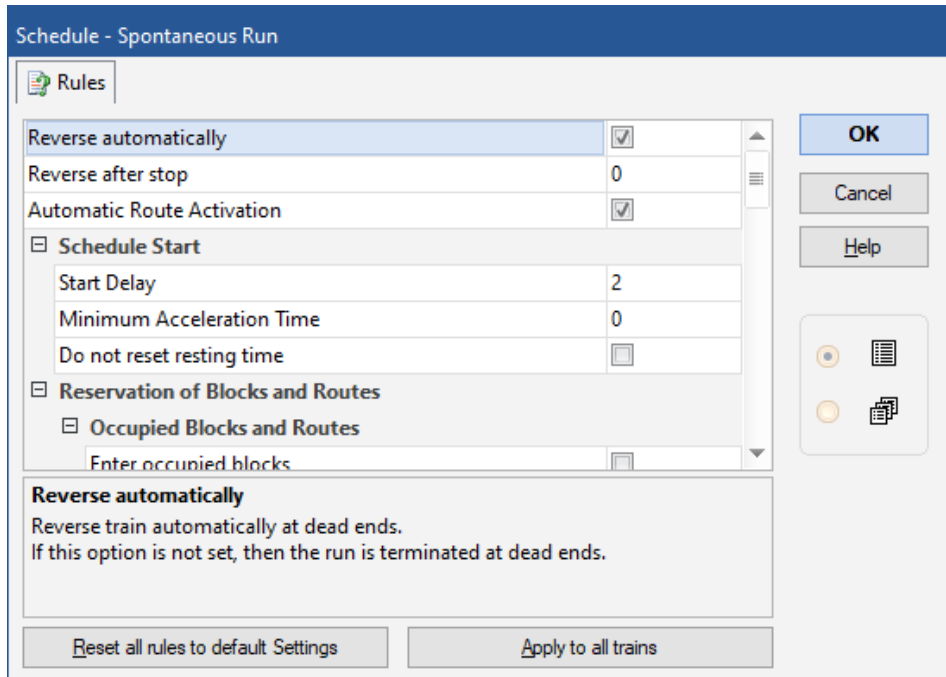 Schedule - Spontaneous Run
Rules
Reverse automatically
Reverse after stop 0
Automatic Route Activation
Schedule Start
Start Delay 2
Minimum Acceleration Time 0
Do not reset resting time
Reservation of Blocks and Routes
Occupied Blocks and Routes
Enter occupied blocks
OK
Cancel
Help
Reverse automatically
Reverse train automatically at dead ends.
If this option is not set, then the run is terminated at dead ends.
Reset all rules to default Settings
Apply to all trains